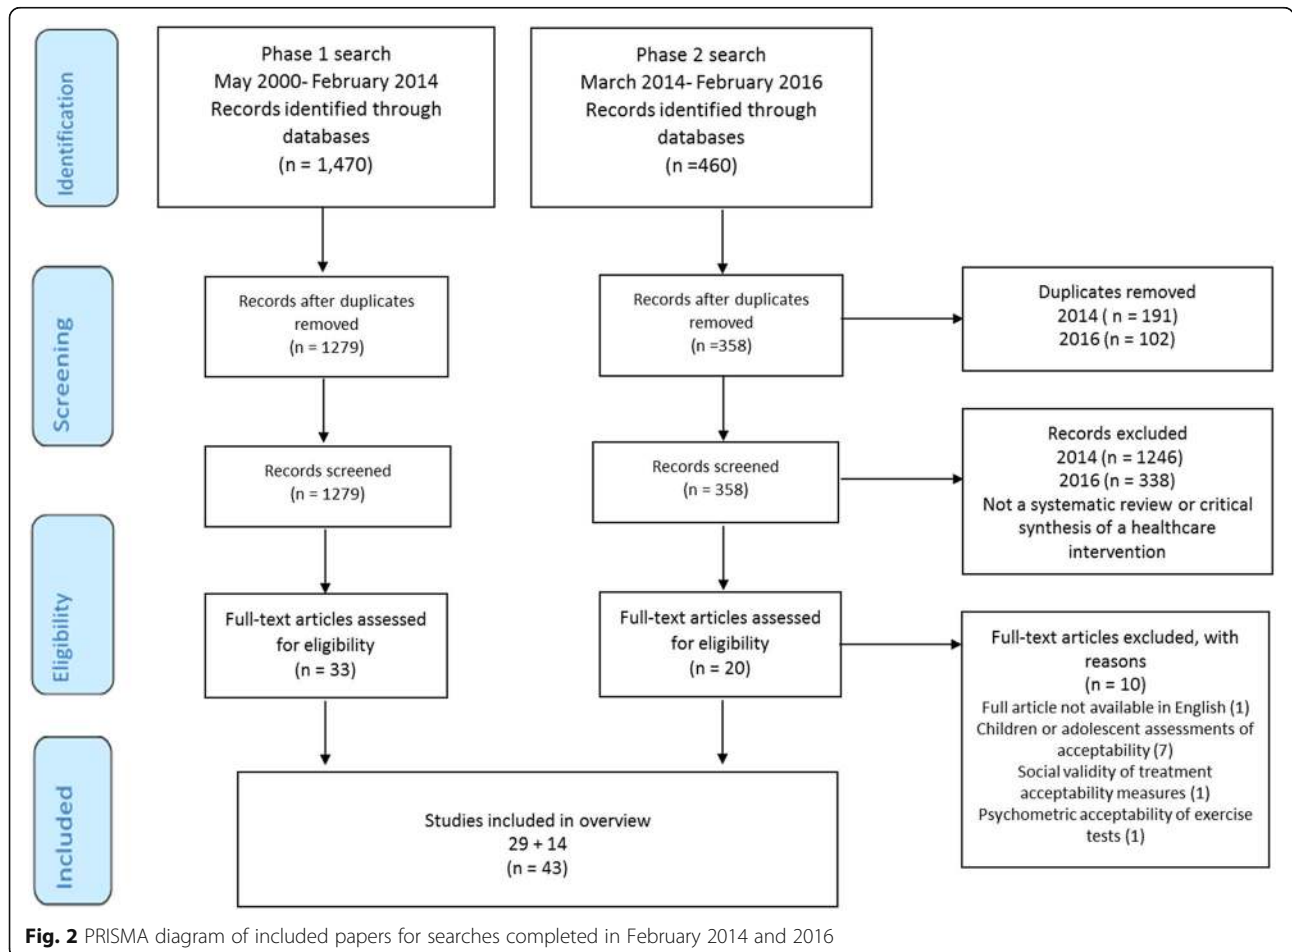 Identification
Phase 1 search
May 2000- February 2014
Records identified through
databases
(n = 1,470)
Phase 2 search
March 2014- February 2016
Records identified through
databases
(n =460)
Screening
Records after duplicates
removed
(n = 1279)
Records after duplicates
removed
(n =358)
Duplicates removed
2014 ( n = 191)
2016 (n = 102)
Records screened
(n = 1279)
Records screened
(n = 358)
Records excluded
2014 (n = 1246)
2016 (n = 338)
Not a systematic review or critical
synthesis of a healthcare
intervention
Eligibility
Full-text articles assessed
for eligibility
(n = 33)
Full-text articles assessed
for eligibility
(n = 20)
Full-text articles excluded, with
reasons
(n = 10)
Full article not available in English (1)
Children or adolescent assessments of
acceptability (7)
Social validity of treatment
acceptability measures (1)
Psychometric acceptability of exercise
tests (1)
Included
Studies included in overview
29 + 14
(n = 43)
Fig. 2 PRISMA diagram of included papers for searches completed in February 2014 and 2016